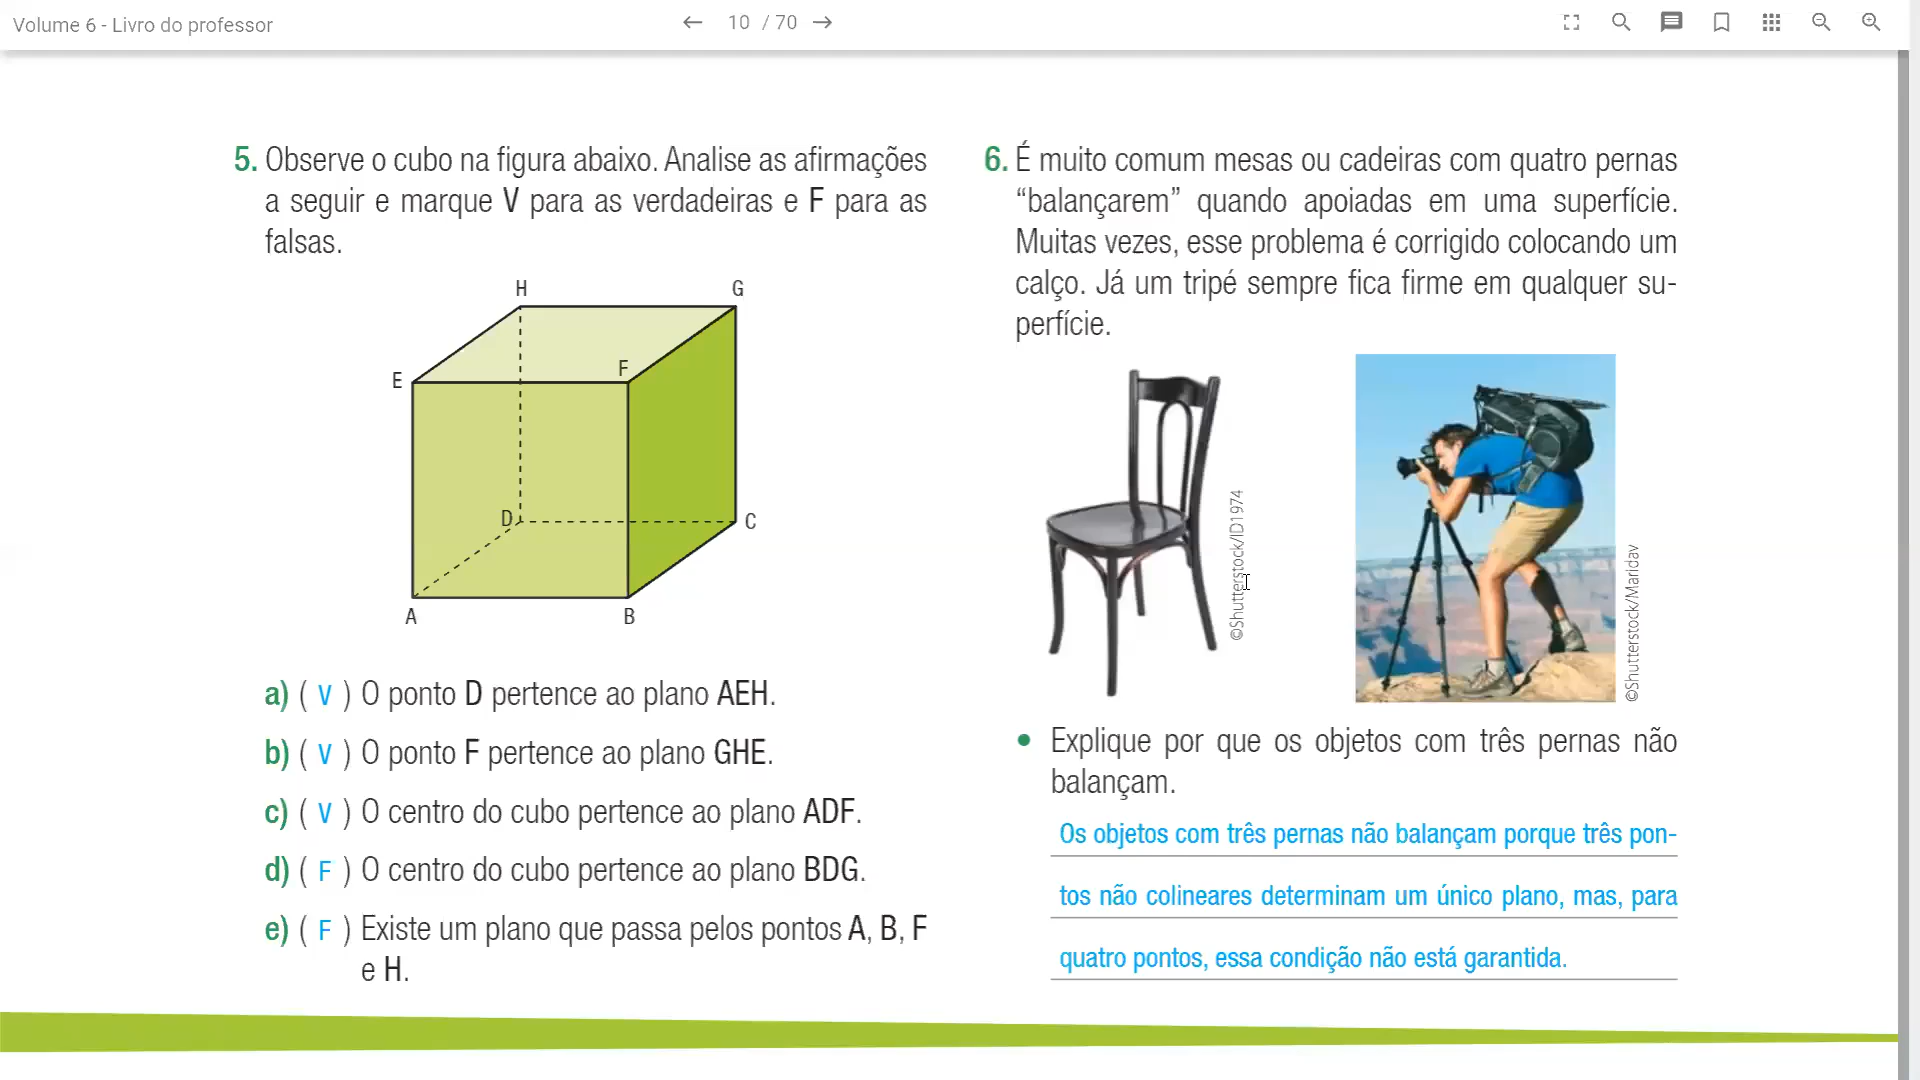 Volume 6 - Livro do professor
10 / 70
5. Observe o cubo na figura abaixo. Analise as afirmações
a seguir e marque V para as verdadeiras e F para as
falsas.
H
G
E
F
D
C
A
B
a) ( V ) O ponto D pertence ao plano AEH.
b) ( V ) O ponto F pertence ao plano GHE.
c) ( V ) O centro do cubo pertence ao plano ADF.
d) ( F ) O centro do cubo pertence ao plano BDG.
e) ( F ) Existe um plano que passa pelos pontos A, B, F
e H.
6. É muito comum mesas ou cadeiras com quatro pernas
“balançarem” quando apoiadas em uma superfície.
Muitas vezes, esse problema é corrigido colocando um
calço. Já um tripé sempre fica firme em qualquer su-
perfície.
©Shutterstock/ID1974
©Shutterstock/Maridav
• Explique por que os objetos com três pernas não
balançam.
Os objetos com três pernas não balançam porque três pon-
tos não colineares determinam um único plano, mas, para
quatro pontos, essa condição não está garantida.